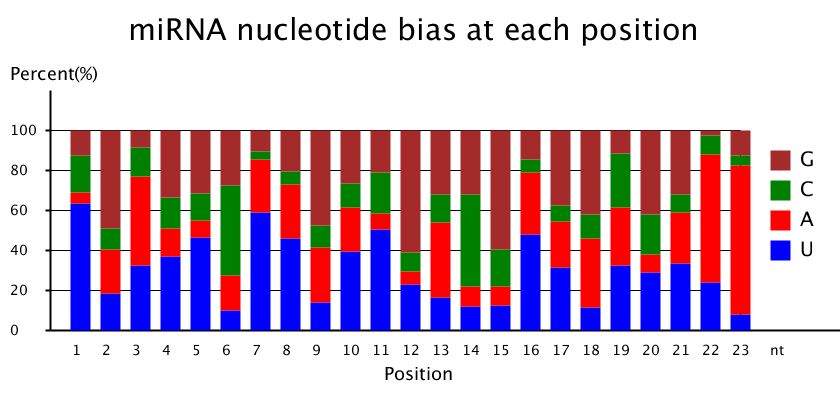 miRNA nucleotide bias at each position
Percent(%)
100
80
60
40
20
0
G
C
A
U
1 2 3 4 5 6 7 8 9 10 11 12 13 14 15 16 17 18 19 20 21 22 23 nt
Position